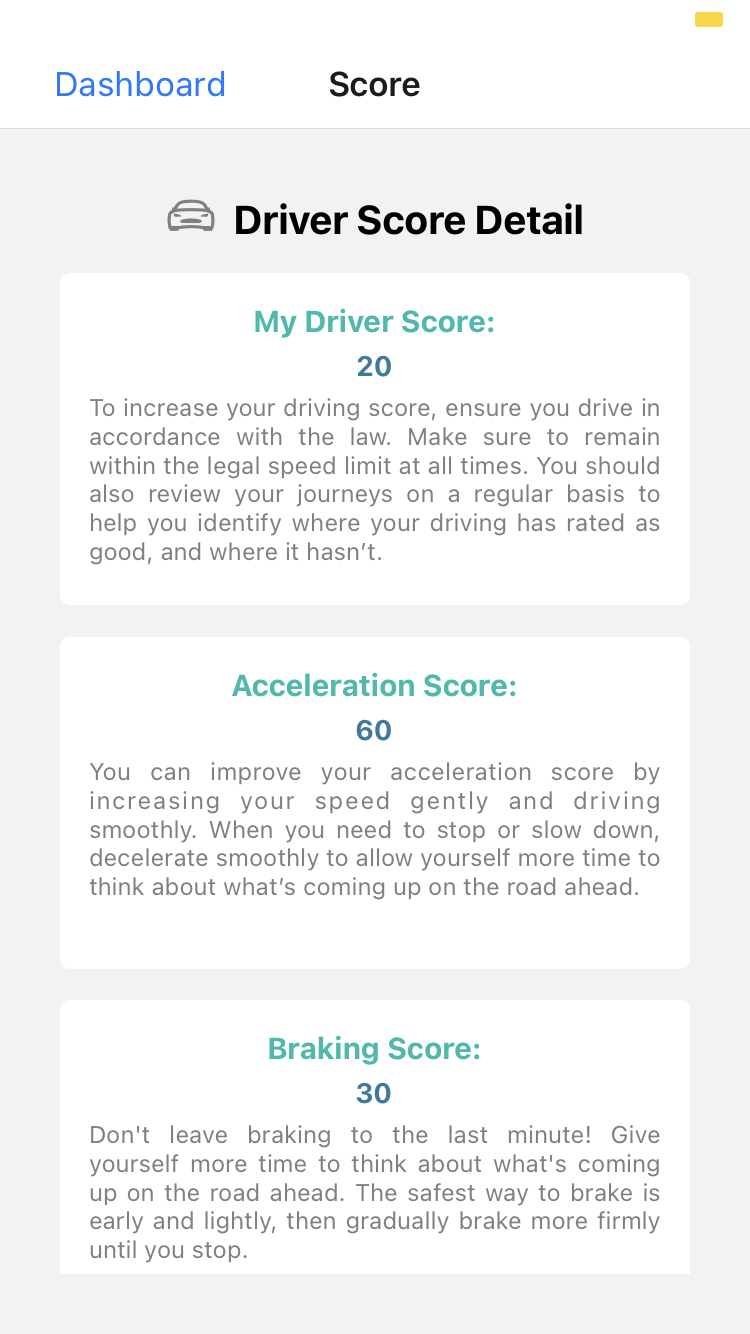 Dashboard Score
Driver Score Detail
My Driver Score:
20
To increase your driving score, ensure you drive in
accordance with the law. Make sure to remain
within the legal speed limit at all times. You should
also review your journeys on a regular basis to
help you identify where your driving has rated as
good, and where it hasn’t.
Acceleration Score:
60
You can improve your acceleration score by
increasing your speed gently and driving
smoothly. When you need to stop or slow down,
decelerate smoothly to allow yourself more time to
think about what’s coming up on the road ahead.
Braking Score:
30
Don't leave braking to the last minute! Give
yourself more time to think about what's coming
up on the road ahead. The safest way to brake is
early and lightly, then gradually brake more firmly
until you stop.